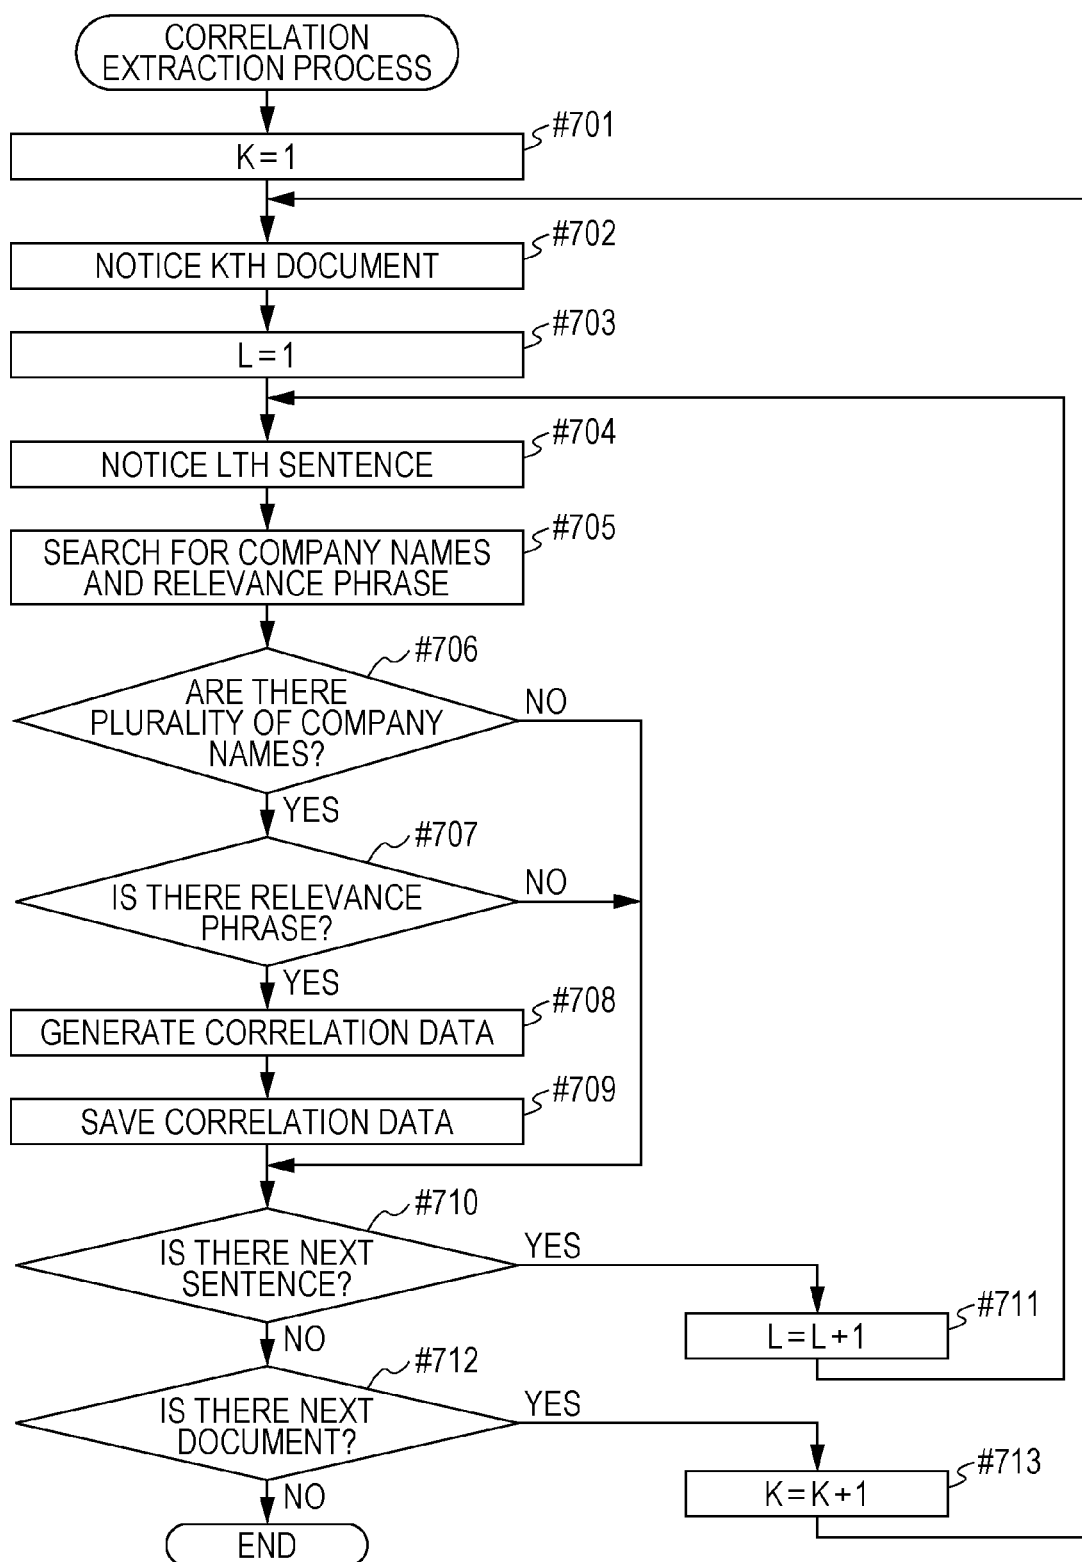 CORRELATION
EXTRACTION PROCESS
#701
K=1
#702
NOTICE KTH DOCUMENT
#703
L=1
#704
NOTICE LTH SENTENCE
#705
SEARCH FOR COMPANY NAMES
AND RELEVANCE PHRASE
#706
ARE THERE
PLURALITY OF COMPANY
NAMES?
NO
YES
#707
IS THERE RELEVANCE
PHRASE?
NO
YES
#708
GENERATE CORRELATION DATA
#709
SAVE CORRELATION DATA
#710
IS THERE NEXT
SENTENCE?
YES
#711
L=L+1
NO
#712
IS THERE NEXT
DOCUMENT?
YES
#713
K=K+1
NO
END